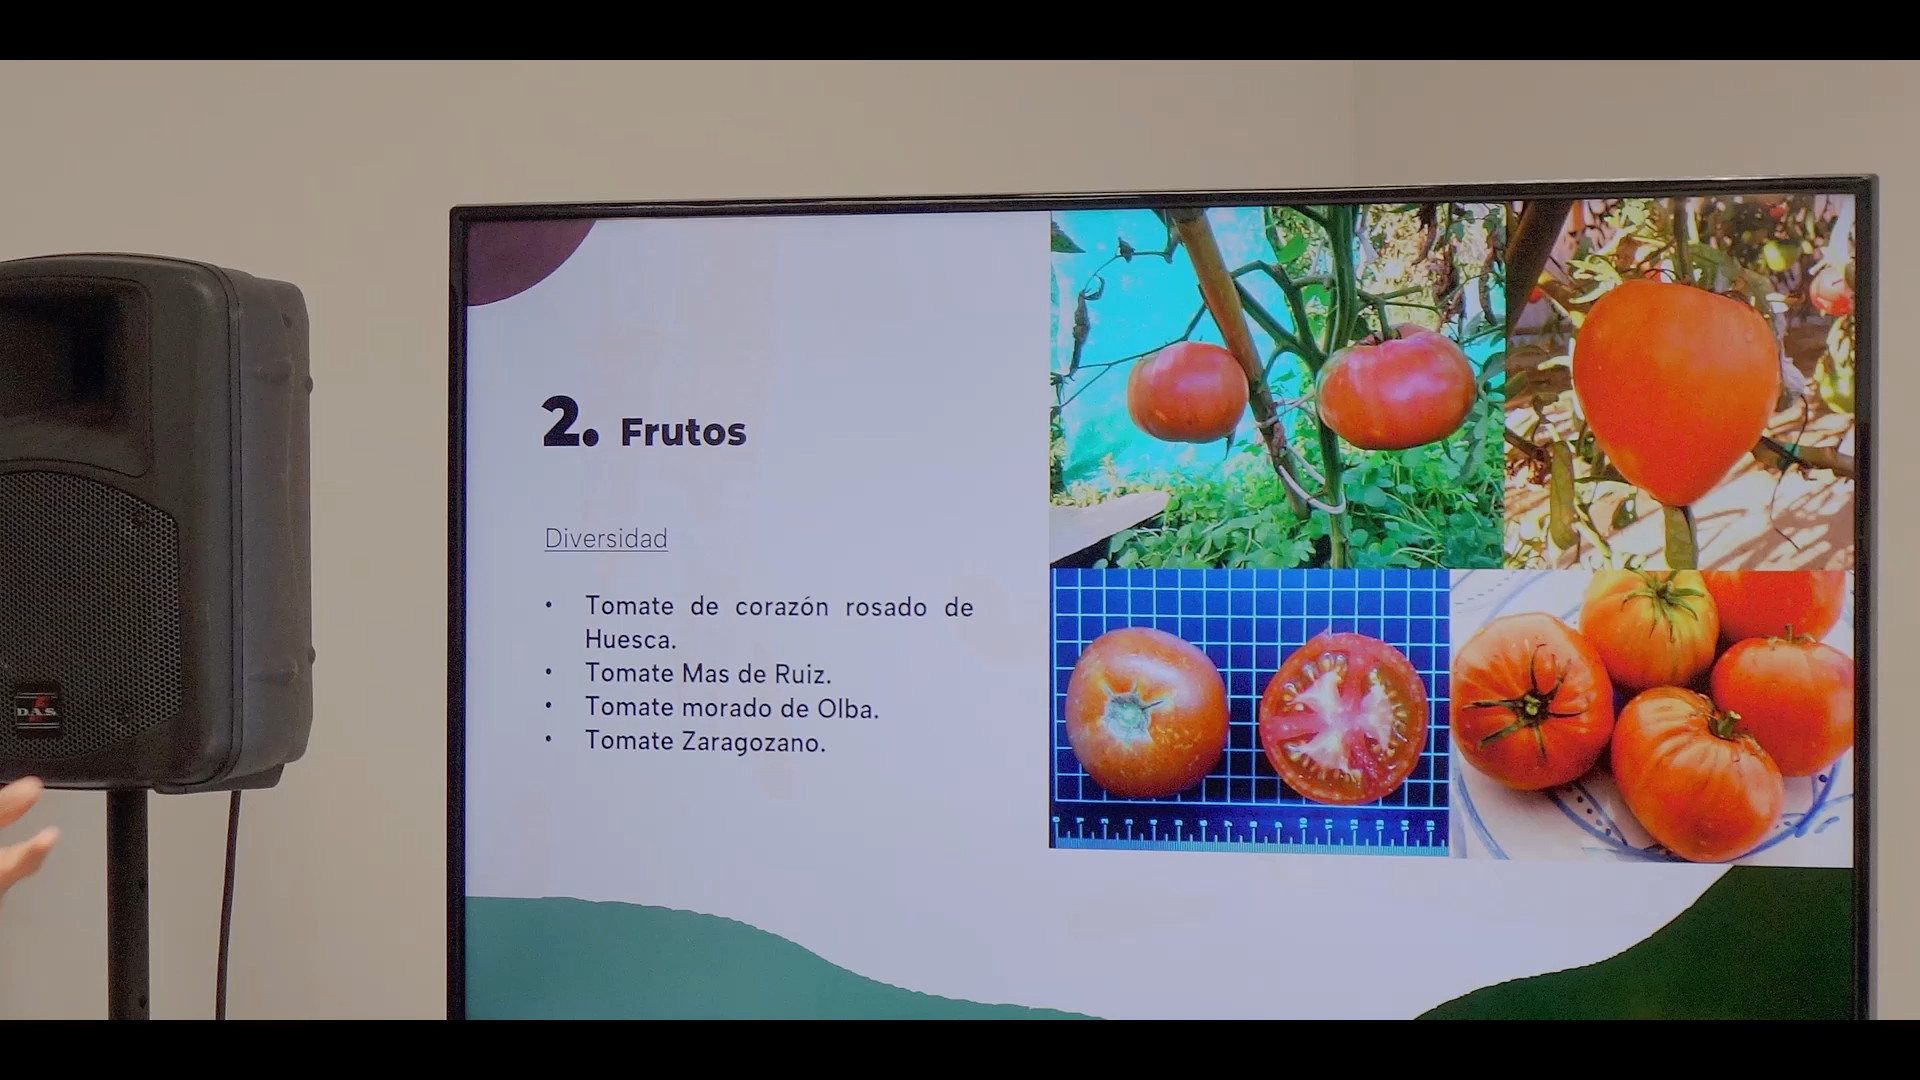 2. Frutos
Diversidad
• Tomate de corazón rosado de
Huesca.
• Tomate Mas de Ruiz.
• Tomate morado de Olba.
• Tomate Zaragozano.
D.A.S.